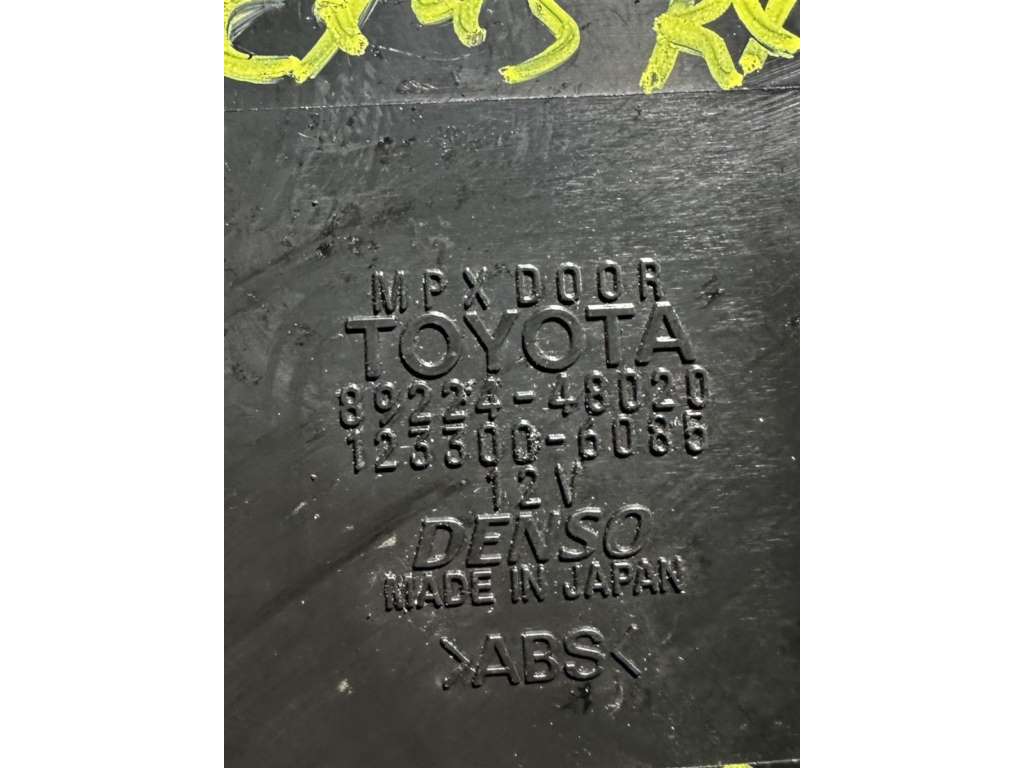 MPX DOOR
TOYOTA
89224-48020
123300-6085
12V
DENSO
MADE IN JAPAN
>ABS<